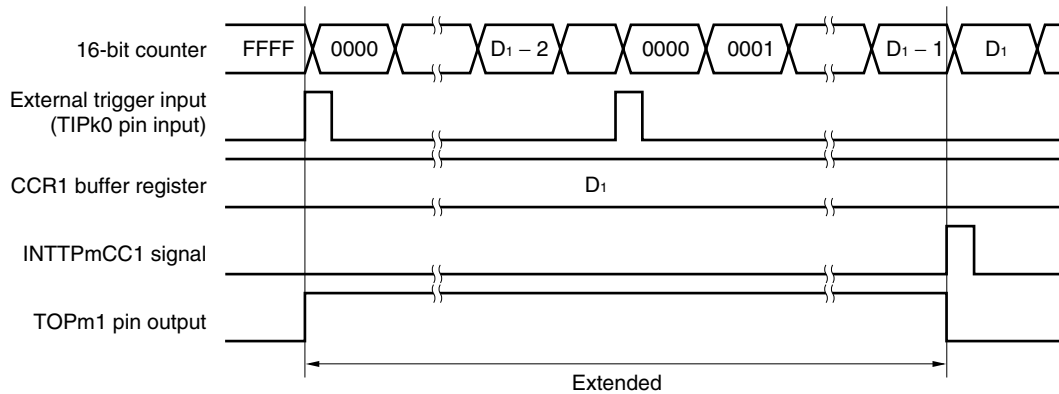 16-bit counter FFFF 0000 D1 – 2 0000 0001 D1 – 1 D1
External trigger input
(TIPk0 pin input)
CCR1 buffer register D1
INTTPmCC1 signal
TOPm1 pin output
Extended